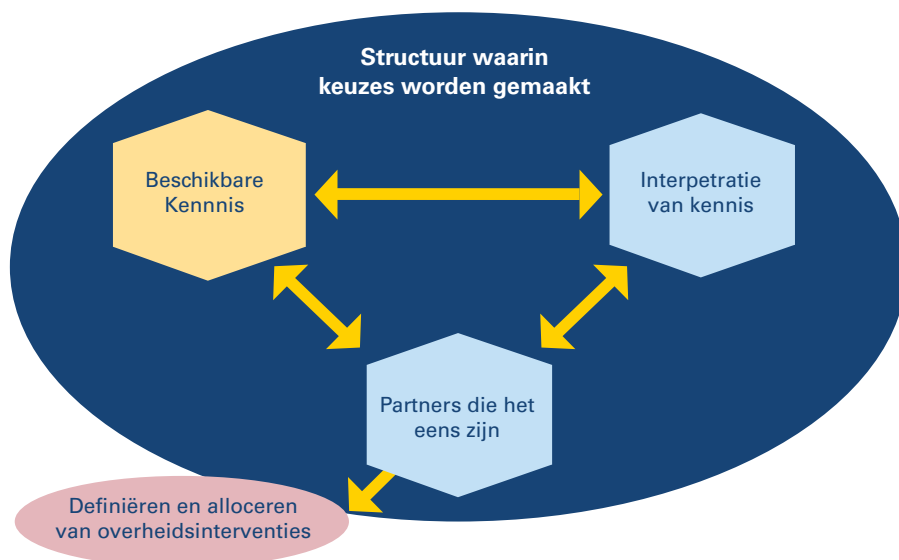 Structuur waarin
keuzes worden gemaakt
Beschikbare
Kennnis
Interpetratie
van kennis
Partners die het
eens zijn
Definiëren en alloceren
van overheidsinterventies